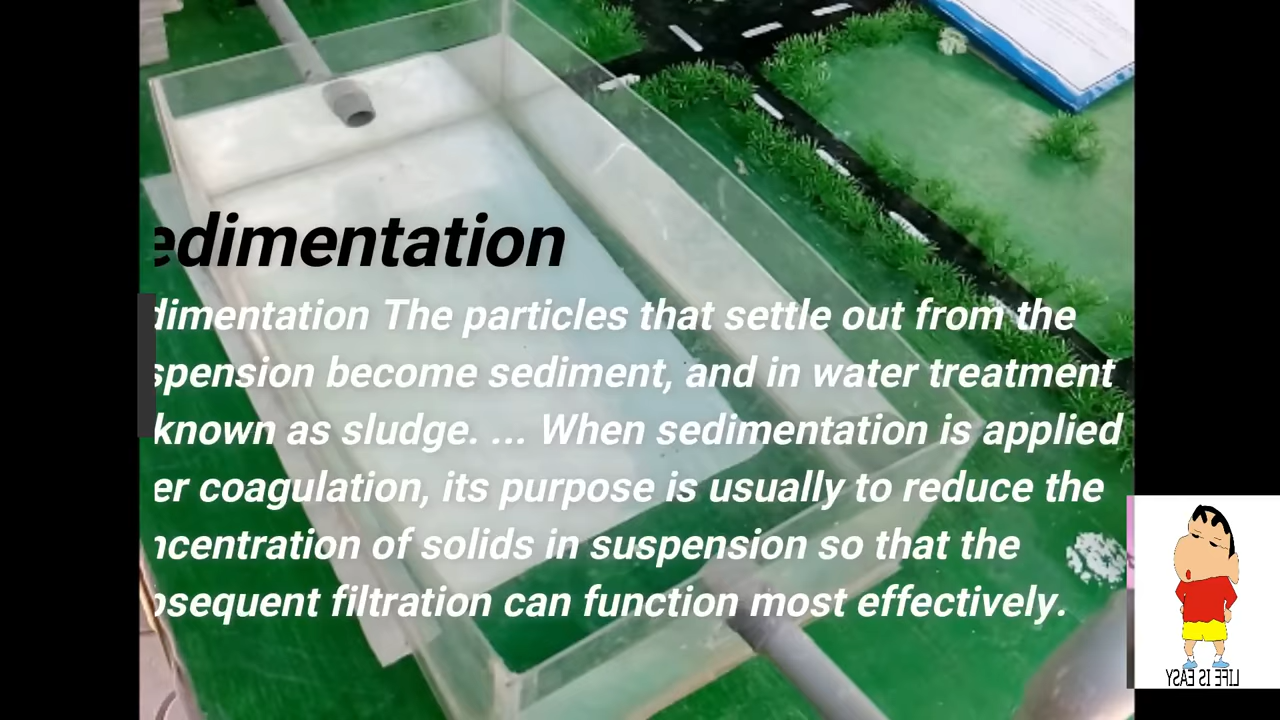 edimentation
dimentation The particles that settle out from the
spension become sediment, and in water treatment
known as sludge. ... When sedimentation is applied
er coagulation, its purpose is usually to reduce the
ncentration of solids in suspension so that the
bsequent filtration can function most effectively.
LIFE IS EASY